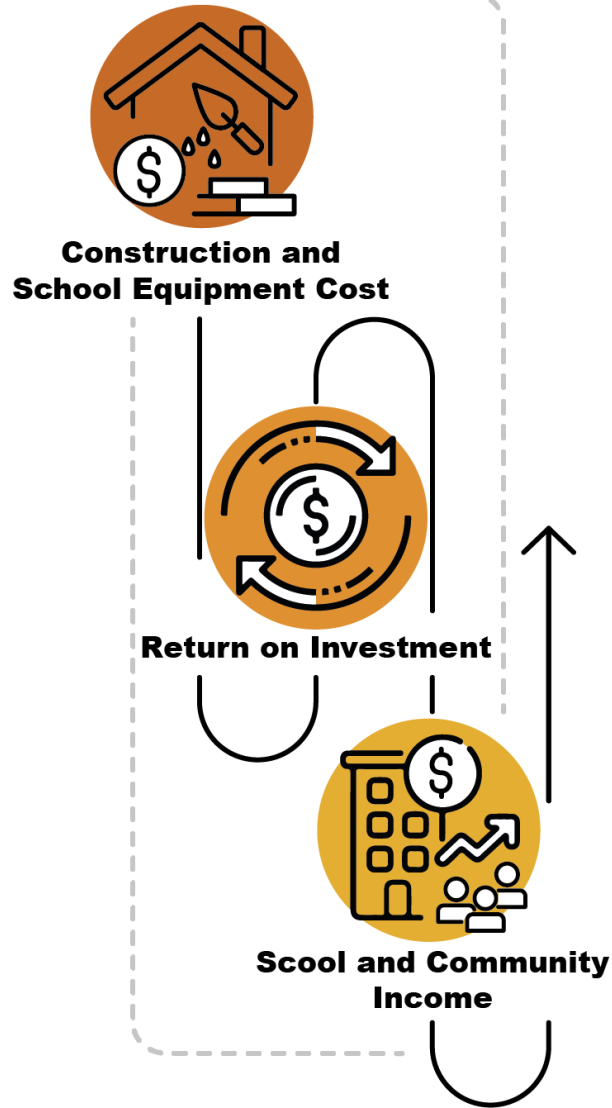 $
Construction and
School Equipment Cost
$
Return on Investment
$
Scool and Community
Income